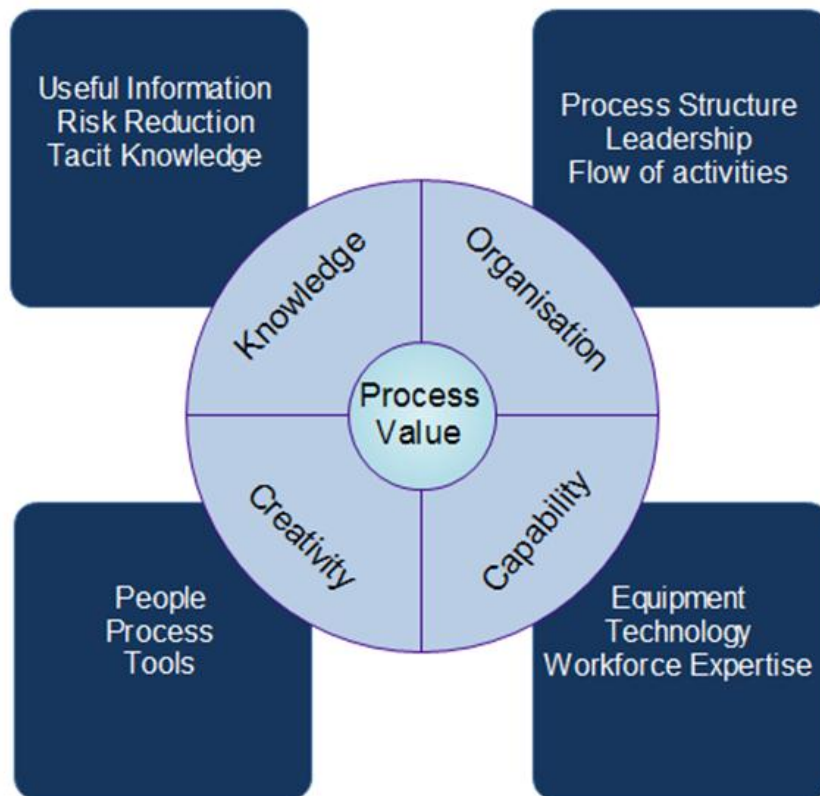 Useful Information
Risk Reduction
Tacit Knowledge
Process Structure
Leadership
Flow of activities
Knowledge
Organisation
Process
Value
Creativity
Capability
People
Process
Tools
Equipment
Technology
Workforce Expertise